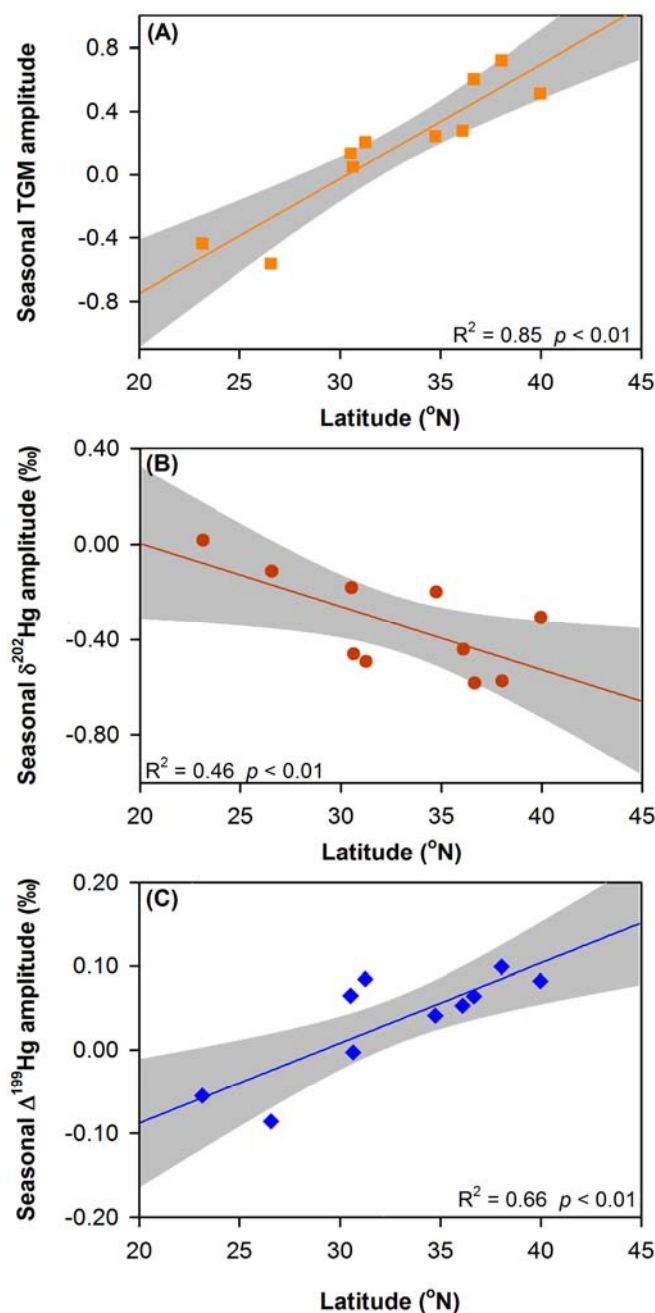 (A)
Seasonal TGM amplitude
0.8
0.4
0.0
-0.4
-0.8
R² = 0.85 p < 0.01
20 25 30 35 40 45
Latitude (°N)
(B)
Seasonal δ²⁰²Hg amplitude (‰)
0.40
0.00
-0.40
-0.80
R² = 0.46 p < 0.01
20 25 30 35 40 45
Latitude (°N)
(C)
Seasonal Δ¹⁹⁹Hg amplitude (‰)
0.20
0.10
0.00
-0.10
-0.20
R² = 0.66 p < 0.01
20 25 30 35 40 45
Latitude (°N)